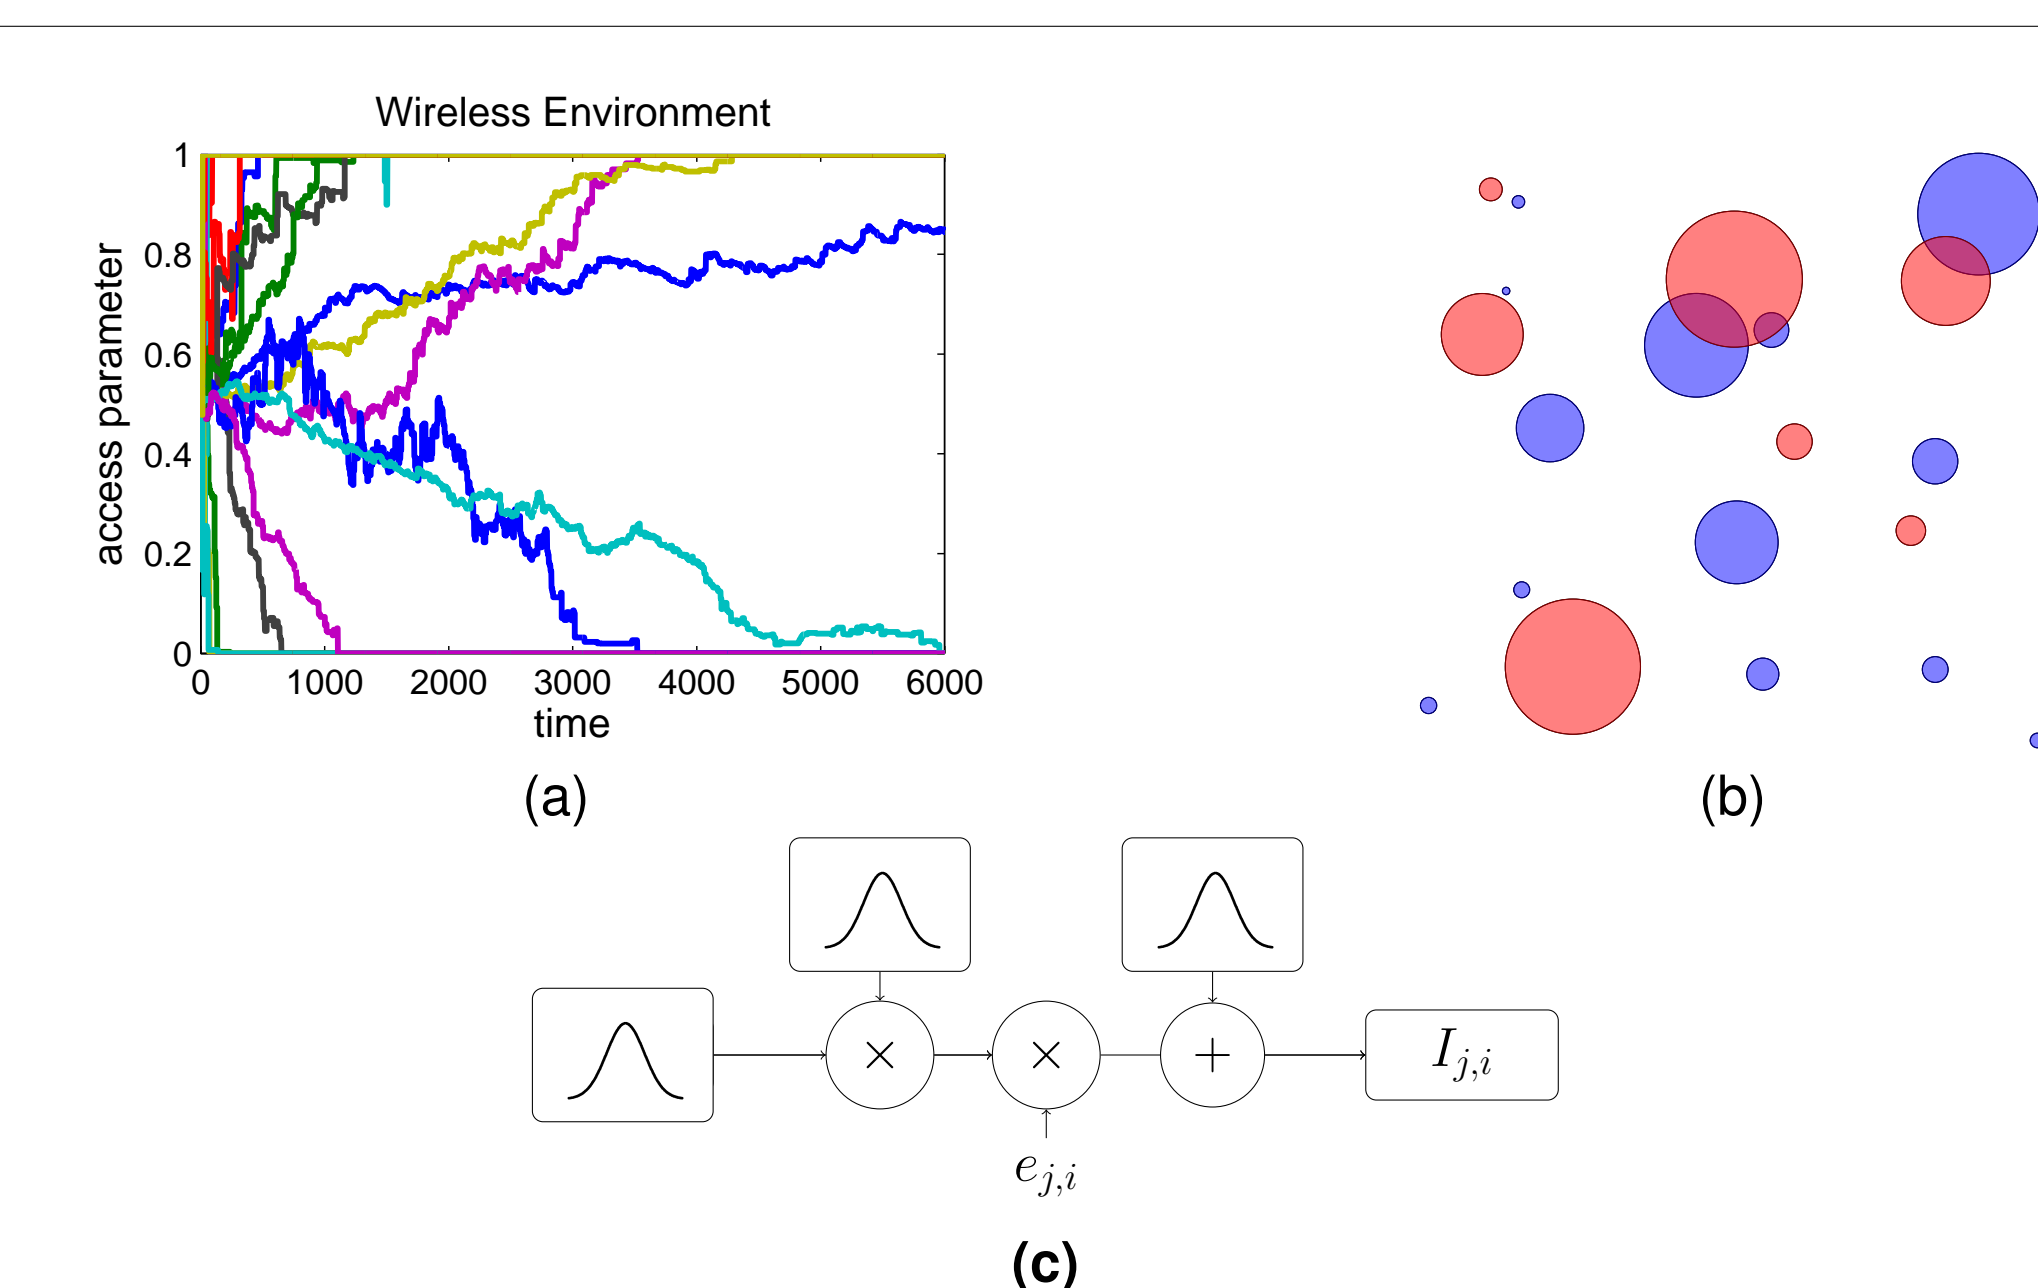 Wireless Environment
access parameter
1
0.8
0.6
0.4
0.2
0
0 1000 2000 3000 4000 5000 6000
time
(a)
(b)
×
×
+
I_{j,i}
e_{j,i}
(c)